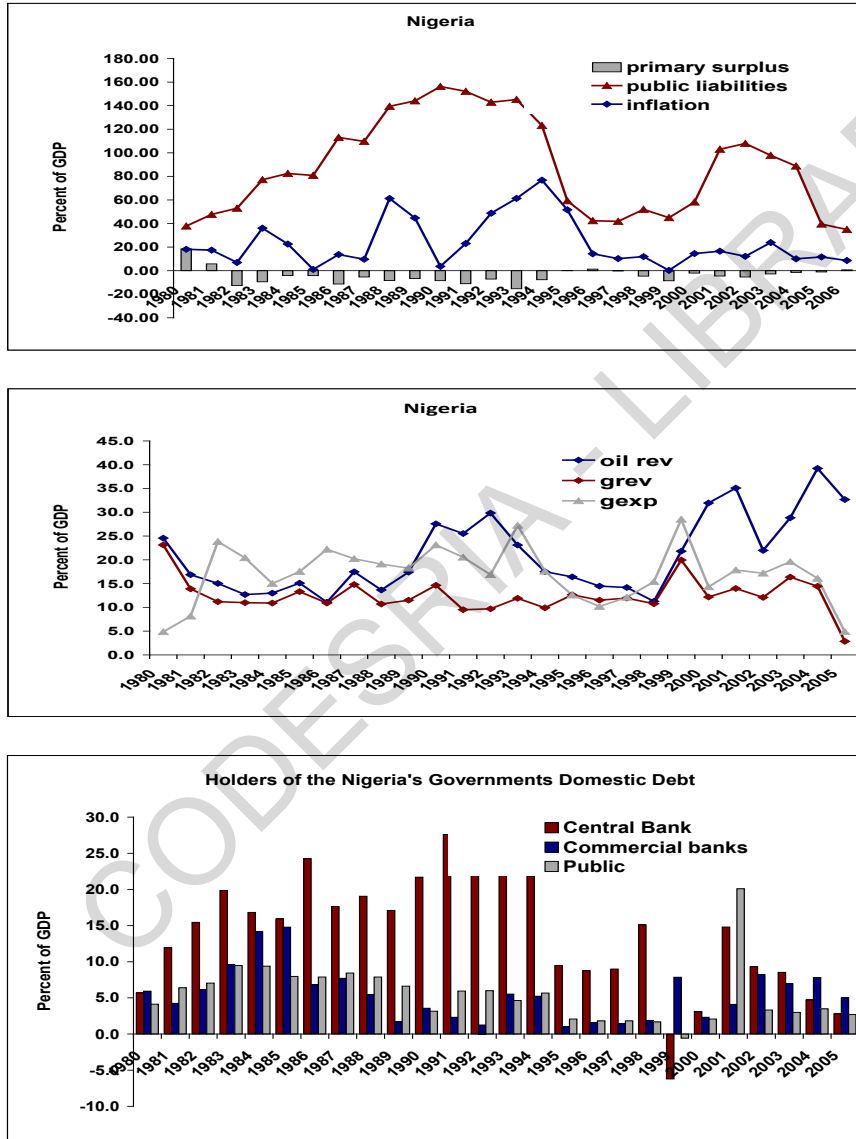 Nigeria
180.00
160.00
140.00
120.00
100.00
80.00
60.00
40.00
20.00
0.00
-20.00
-40.00
Percent of GDP
primary surplus
public liabilities
inflation
1980 1981 1982 1983 1984 1985 1986 1987 1988 1989 1990 1991 1992 1993 1994 1995 1996 1997 1998 1999 2000 2001 2002 2003 2004 2005 2006
Nigeria
45.0
40.0
35.0
30.0
25.0
20.0
15.0
10.0
5.0
0.0
Percent of GDP
oil rev
grev
gexp
1980 1981 1982 1983 1984 1985 1986 1987 1988 1989 1990 1991 1992 1993 1994 1995 1996 1997 1998 1999 2000 2001 2002 2003 2004 2005
Holders of the Nigeria's Governments Domestic Debt
30.0
25.0
20.0
15.0
10.0
5.0
0.0
-5.0
-10.0
Percent of GDP
Central Bank
Commercial banks
Public
1980 1981 1982 1983 1984 1985 1986 1987 1988 1989 1990 1991 1992 1993 1994 1995 1996 1997 1998 1999 2000 2001 2002 2003 2004 2005
CODESRIA - LIBRAR